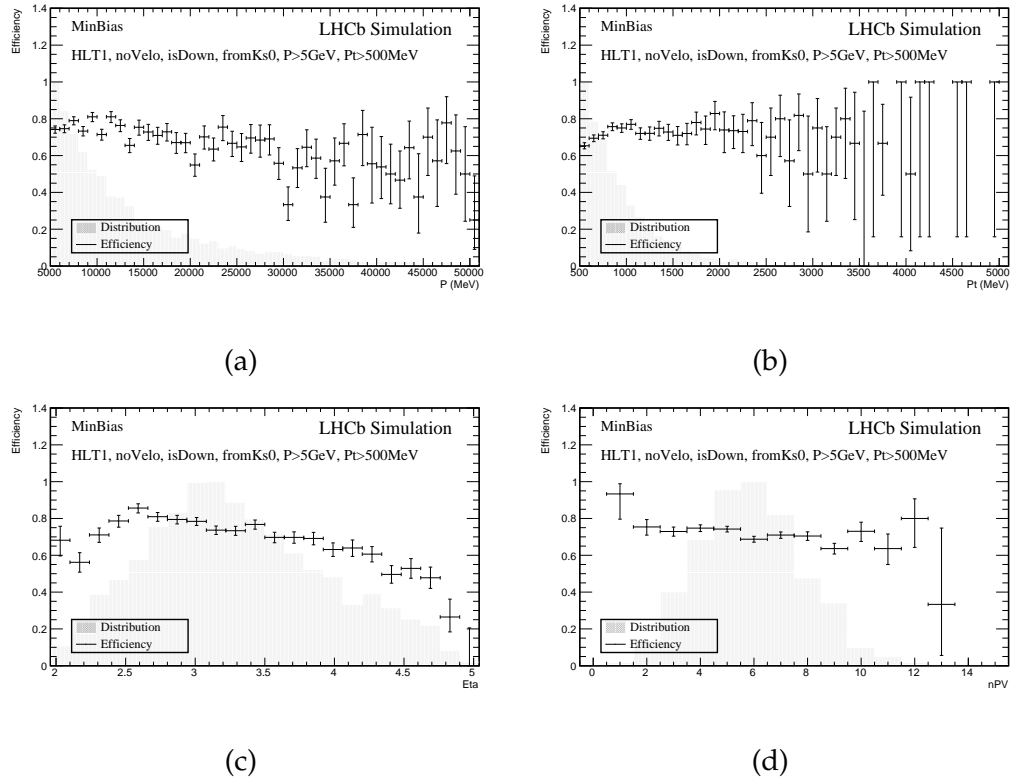 Efficiency
1.4
1.2
1
0.8
0.6
0.4
0.2
0
MinBias LHCb Simulation
HLT1, noVelo, isDown, fromKs0, P>5GeV, Pt>500MeV
Distribution
Efficiency
5000 10000 15000 20000 25000 30000 35000 40000 45000 50000
P (MeV)
(a)
Efficiency
1.4
1.2
1
0.8
0.6
0.4
0.2
0
MinBias LHCb Simulation
HLT1, noVelo, isDown, fromKs0, P>5GeV, Pt>500MeV
Distribution
Efficiency
500 1000 1500 2000 2500 3000 3500 4000 4500 5000
Pt (MeV)
(b)
Efficiency
1.4
1.2
1
0.8
0.6
0.4
0.2
0
MinBias LHCb Simulation
HLT1, noVelo, isDown, fromKs0, P>5GeV, Pt>500MeV
Distribution
Efficiency
2 2.5 3 3.5 4 4.5 5
Eta
(c)
Efficiency
1.4
1.2
1
0.8
0.6
0.4
0.2
0
MinBias LHCb Simulation
HLT1, noVelo, isDown, fromKs0, P>5GeV, Pt>500MeV
Distribution
Efficiency
0 2 4 6 8 10 12 14
nPV
(d)